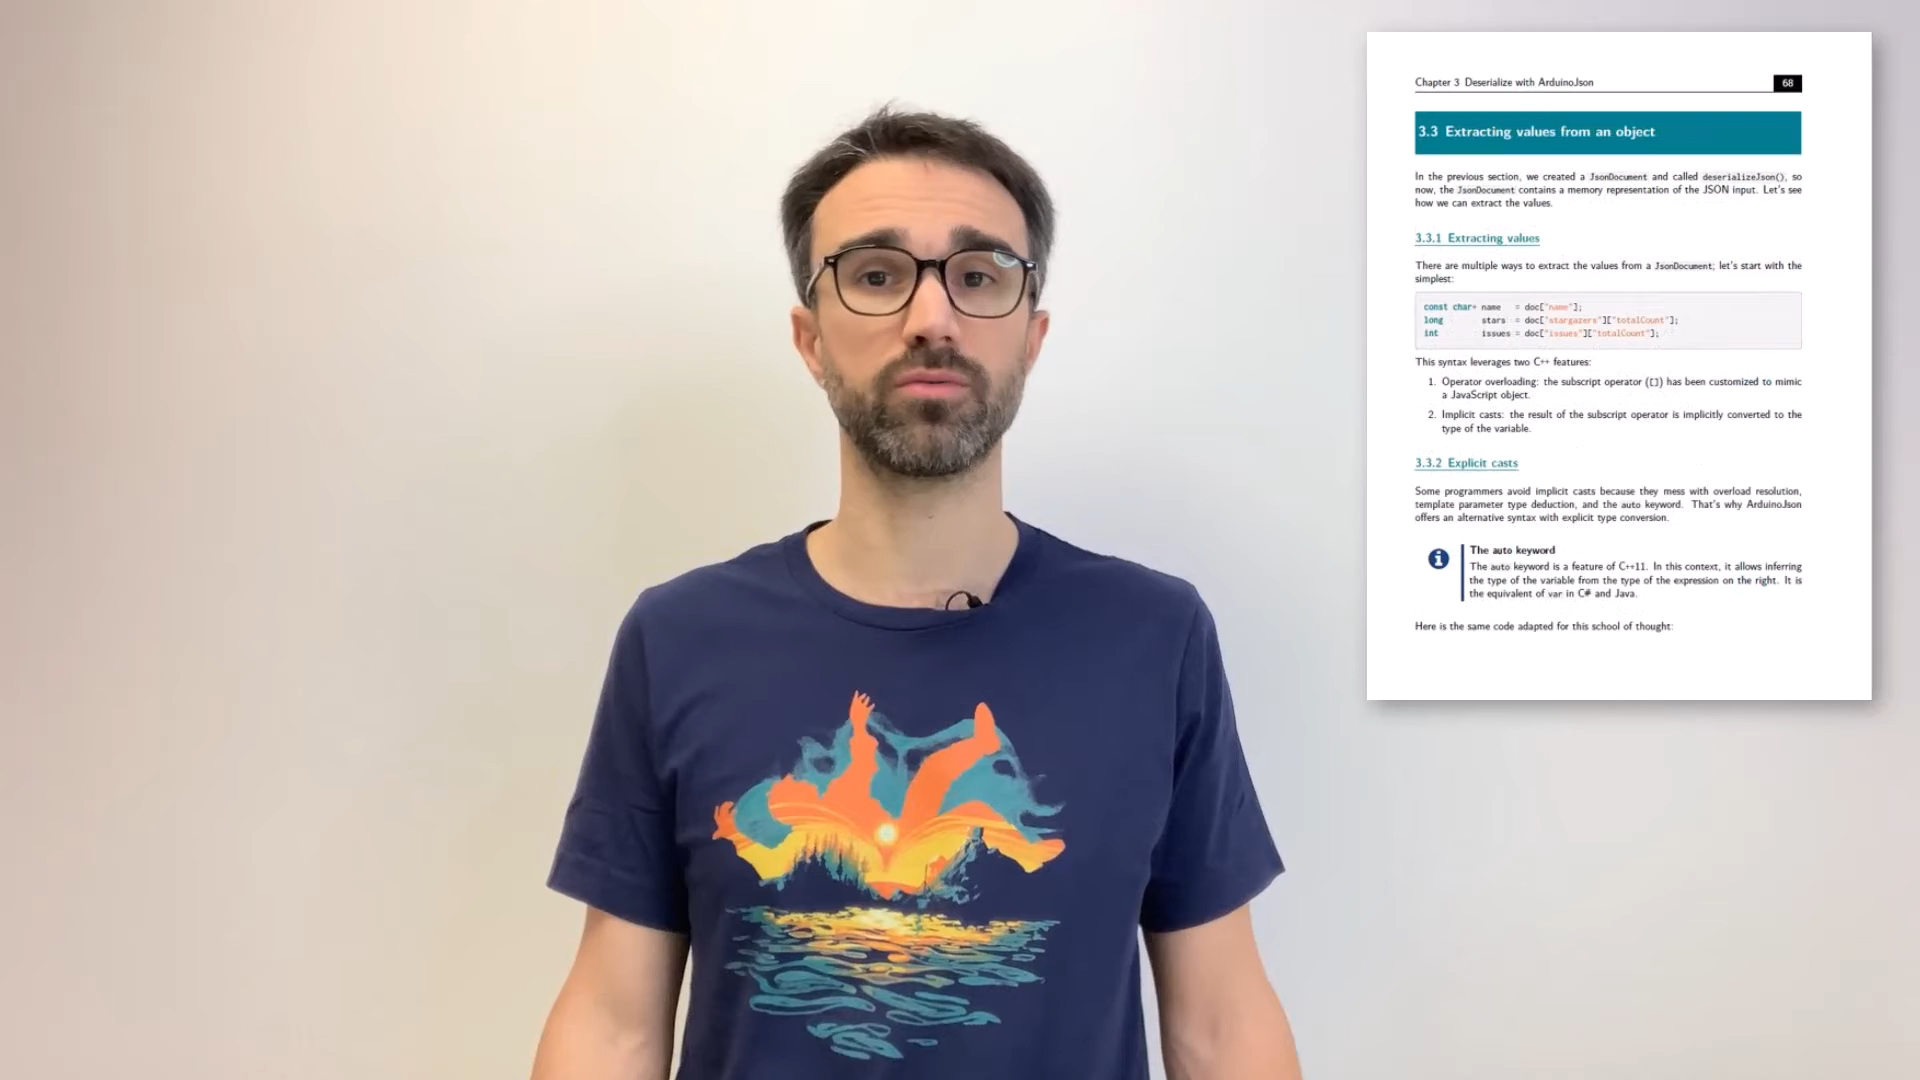 Chapter 3 Deserialize with ArduinoJson 68
3.3 Extracting values from an object
In the previous section, we created a JsonDocument and called deserializeJson(), so
now, the JsonDocument contains a memory representation of the JSON input. Let's see
how we can extract the values.
3.3.1 Extracting values
There are multiple ways to extract the values from a JsonDocument; let's start with the
simplest:
const char* name = doc["name"];
long stars = doc["stargazers"]["totalCount"];
int issues = doc["issues"]["totalCount"];
This syntax leverages two C++ features:
1. Operator overloading: the subscript operator ([]) has been customized to mimic
a JavaScript object.
2. Implicit casts: the result of the subscript operator is implicitly converted to the
type of the variable.
3.3.2 Explicit casts
Some programmers avoid implicit casts because they mess with overload resolution,
template parameter type deduction, and the auto keyword. That's why ArduinoJson
offers an alternative syntax with explicit type conversion.
The auto keyword
The auto keyword is a feature of C++11. In this context, it allows inferring
the type of the variable from the type of the expression on the right. It is
the equivalent of var in C# and Java.
Here is the same code adapted for this school of thought: